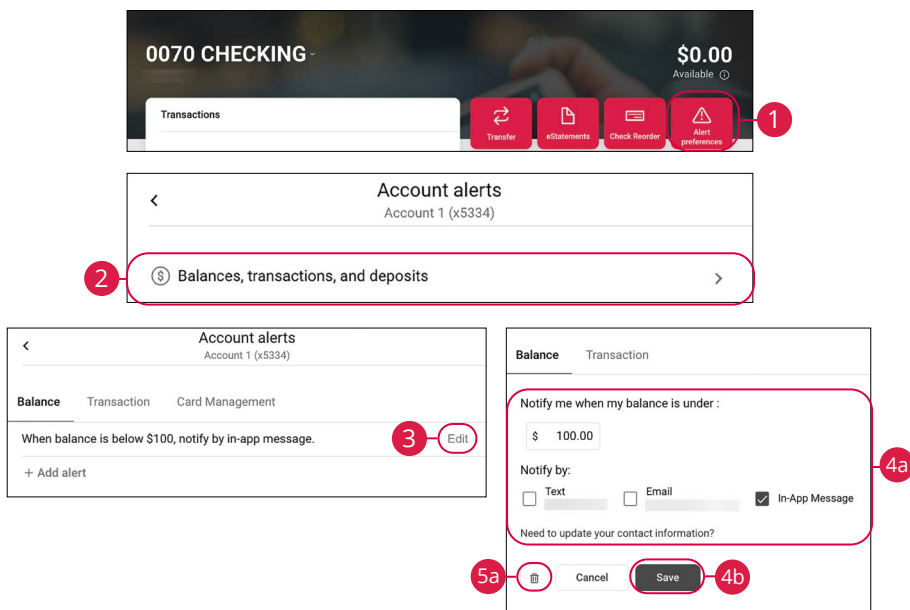 0070 CHECKING
$0.00
Available
Transactions
Transfer
eStatements
Check Reorder
Alert
preferences
1
Account alerts
Account 1 (x5334)
2
Balances, transactions, and deposits
Account alerts
Account 1 (x5334)
Balance Transaction Card Management
When balance is below $100, notify by in-app message.
3
Edit
+ Add alert
Balance Transaction
Notify me when my balance is under :
$ 100.00
Notify by:
Text Email In-App Message
Need to update your contact information?
4a
5a
Cancel
Save
4b